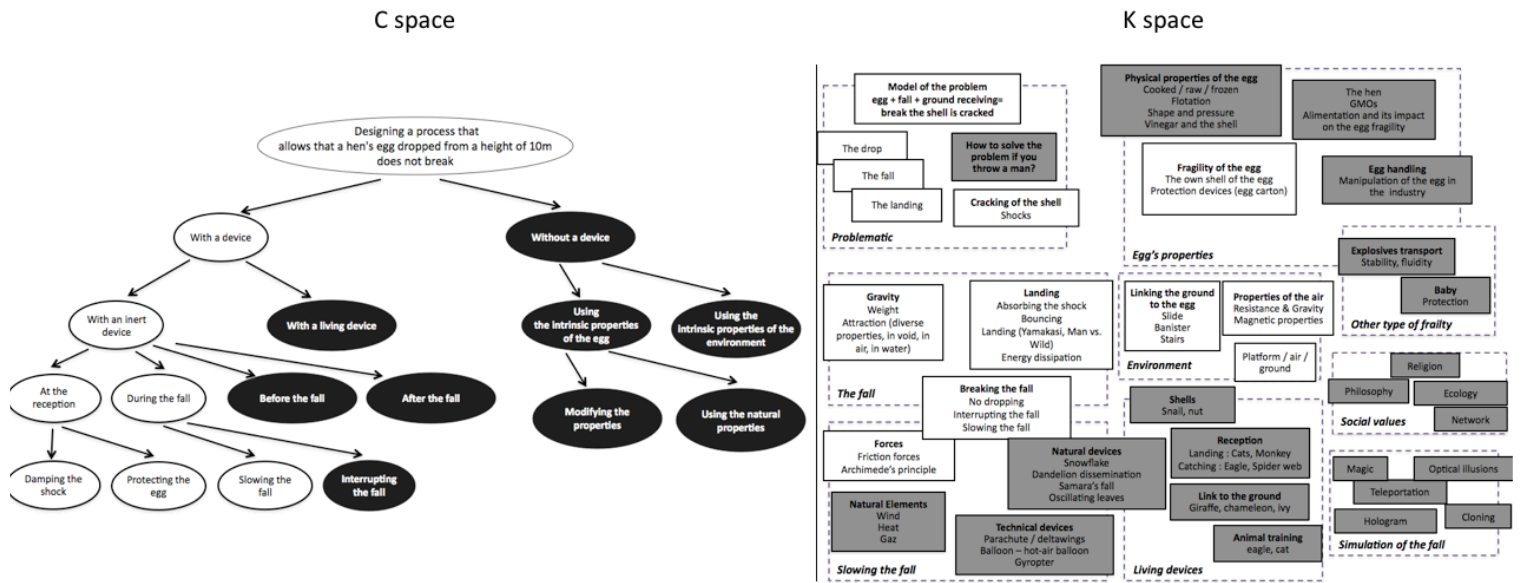 C space
K space
Designing a process that
allows that a hen's egg dropped from a height of 10m
does not break
With a device
Without a device
With an inert
device
With a living device
Using
the intrinsic properties
of the egg
Using the
intrinsic properties of the
environment
At the
reception
During the fall
Before the fall
After the fall
Modifying the
properties
Using the natural
properties
Damping the
shock
Protecting the
egg
Slowing the
fall
Interrupting
the fall
Model of the problem
egg + fall + ground receiving=
break the shell is cracked
The drop
The fall
The landing
How to solve the
problem if you
throw a man?
Cracking of the shell
Shocks
Problematic
Physical properties of the egg
Cooked / raw / frozen
Flotation
Shape and pressure
Vinegar and the shell
The hen
GMOs
Alimentation and its impact
on the egg fragility
Fragility of the egg
The own shell of the egg
Protection devices (egg carton)
Egg handling
Manipulation of the egg in
the industry
Egg's properties
Explosives transport
Stability, fluidity
Baby
Protection
Other type of frailty
Gravity
Weight
Attraction (diverse
properties, in void, in
air, in water)
Landing
Absorbing the shock
Bouncing
Landing (Yamakasi, Man vs.
Wild)
Energy dissipation
Breaking the fall
No dropping
Interrupting the fall
Slowing the fall
The fall
Linking the ground
to the egg
Slide
Banister
Stairs
Properties of the air
Resistance & Gravity
Magnetic properties
Platform / air /
ground
Environment
Religion
Philosophy
Ecology
Network
Social values
Forces
Friction forces
Archimede's principle
Natural devices
Snowflake
Dandelion dissemination
Samara's fall
Oscillating leaves
Natural Elements
Wind
Heat
Gaz
Technical devices
Parachute / deltawings
Balloon – hot-air balloon
Gyropter
Slowing the fall
Shells
Snail, nut
Reception
Landing : Cats, Monkey
Catching : Eagle, Spider web
Link to the ground
Giraffe, chameleon, ivy
Animal training
eagle, cat
Living devices
Magic
Optical illusions
Teleportation
Hologram
Cloning
Simulation of the fall